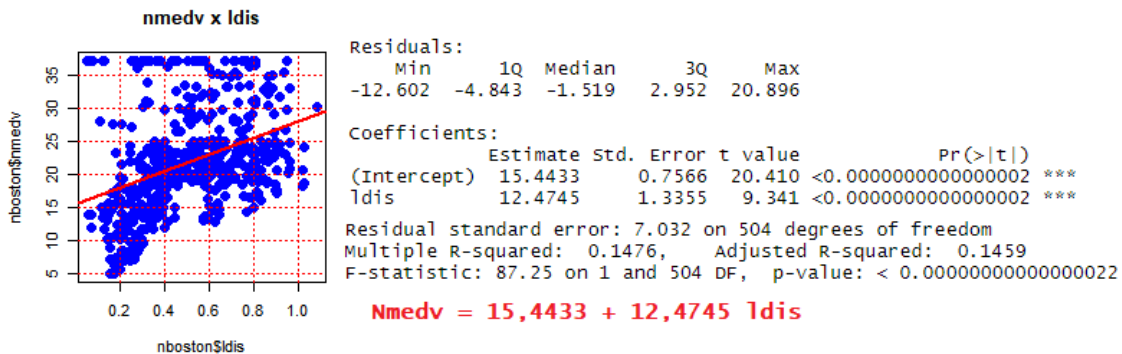 nmedv x ldis
nboston$nmedv
35
30
25
20
15
10
5
0.2 0.4 0.6 0.8 1.0
nboston$ldis
Residuals:
Min 1Q Median 3Q Max
-12.602 -4.843 -1.519 2.952 20.896
Coefficients:
Estimate Std. Error t value Pr(>|t|)
(Intercept) 15.4433 0.7566 20.410 <0.0000000000000002 ***
ldis 12.4745 1.3355 9.341 <0.0000000000000002 ***
Residual standard error: 7.032 on 504 degrees of freedom
Multiple R-squared: 0.1476, Adjusted R-squared: 0.1459
F-statistic: 87.25 on 1 and 504 DF, p-value: < 0.00000000000000022
Nmedv = 15,4433 + 12,4745 ldis